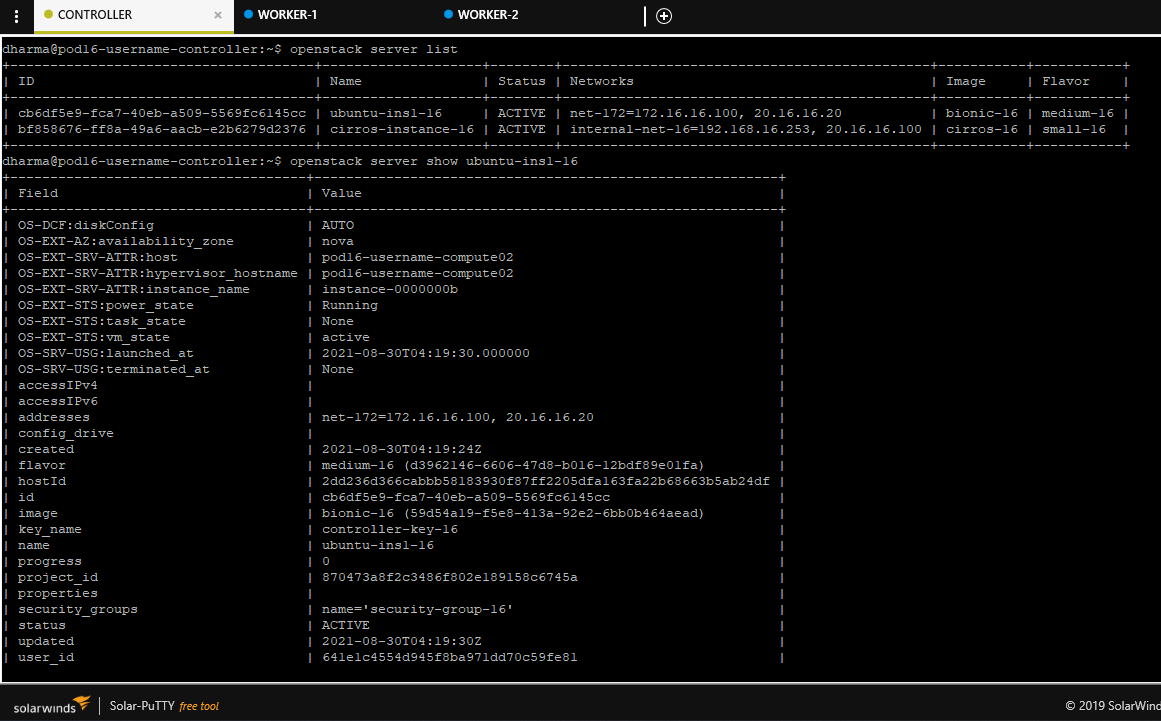 CONTROLLER × WORKER-1 WORKER-2
dharma@pod16-username-controller:~$ openstack server list
+--------------------------------------+--------------------+--------+----------------------------------------------+-----------+-----------+
| ID | Name | Status | Networks | Image | Flavor |
+--------------------------------------+--------------------+--------+----------------------------------------------+-----------+-----------+
| cb6df5e9-fca7-40eb-a509-5569fc6145cc | ubuntu-ins1-16 | ACTIVE | net-172=172.16.16.100, 20.16.16.20 | bionic-16 | medium-16 |
| bf858676-ff8a-49a6-aacb-e2b6279d2376 | cirros-instance-16 | ACTIVE | internal-net-16=192.168.16.253, 20.16.16.100 | cirros-16 | small-16 |
+--------------------------------------+--------------------+--------+----------------------------------------------+-----------+-----------+
dharma@pod16-username-controller:~$ openstack server show ubuntu-ins1-16
+-------------------------------------+----------------------------------------------------------+
| Field | Value |
+-------------------------------------+----------------------------------------------------------+
| OS-DCF:diskConfig | AUTO |
| OS-EXT-AZ:availability_zone | nova |
| OS-EXT-SRV-ATTR:host | pod16-username-compute02 |
| OS-EXT-SRV-ATTR:hypervisor_hostname | pod16-username-compute02 |
| OS-EXT-SRV-ATTR:instance_name | instance-0000000b |
| OS-EXT-STS:power_state | Running |
| OS-EXT-STS:task_state | None |
| OS-EXT-STS:vm_state | active |
| OS-SRV-USG:launched_at | 2021-08-30T04:19:30.000000 |
| OS-SRV-USG:terminated_at | None |
| accessIPv4 | |
| accessIPv6 | |
| addresses | net-172=172.16.16.100, 20.16.16.20 |
| config_drive | |
| created | 2021-08-30T04:19:24Z |
| flavor | medium-16 (d3962146-6606-47d8-b016-12bdf89e01fa) |
| hostId | 2dd236d366cabbb58183930f87ff2205dfa163fa22b68663b5ab24df |
| id | cb6df5e9-fca7-40eb-a509-5569fc6145cc |
| image | bionic-16 (59d54a19-f5e8-413a-92e2-6bb0b464aead) |
| key_name | controller-key-16 |
| name | ubuntu-ins1-16 |
| progress | 0 |
| project_id | 870473a8f2c3486f802e189158c6745a |
| properties | |
| security_groups | name='security-group-16' |
| status | ACTIVE |
| updated | 2021-08-30T04:19:30Z |
| user_id | 641e1c4554d945f8ba971dd70c59fe81 |
solarwinds | Solar-PuTTY free tool © 2019 SolarWind